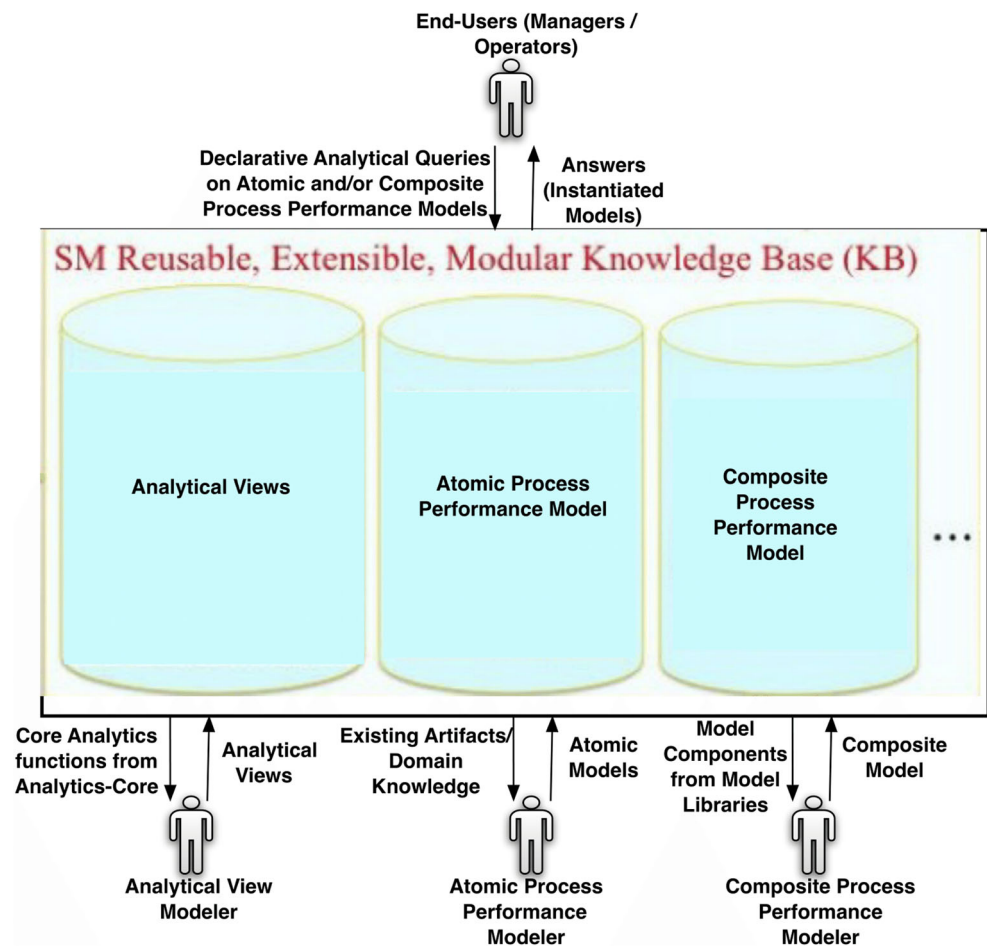 End-Users (Managers /
Operators)
Declarative Analytical Queries
on Atomic and/or Composite
Process Performance Models
Answers
(Instantiated
Models)
SM Reusable, Extensible, Modular Knowledge Base (KB)
Analytical Views
Atomic Process
Performance Model
Composite
Process
Performance
Model
...
Core Analytics
functions from
Analytics-Core
Analytical
Views
Existing Artifacts/
Domain
Knowledge
Atomic
Models
Model
Components
from Model
Libraries
Composite
Model
Analytical View
Modeler
Atomic Process
Performance
Modeler
Composite Process
Performance
Modeler